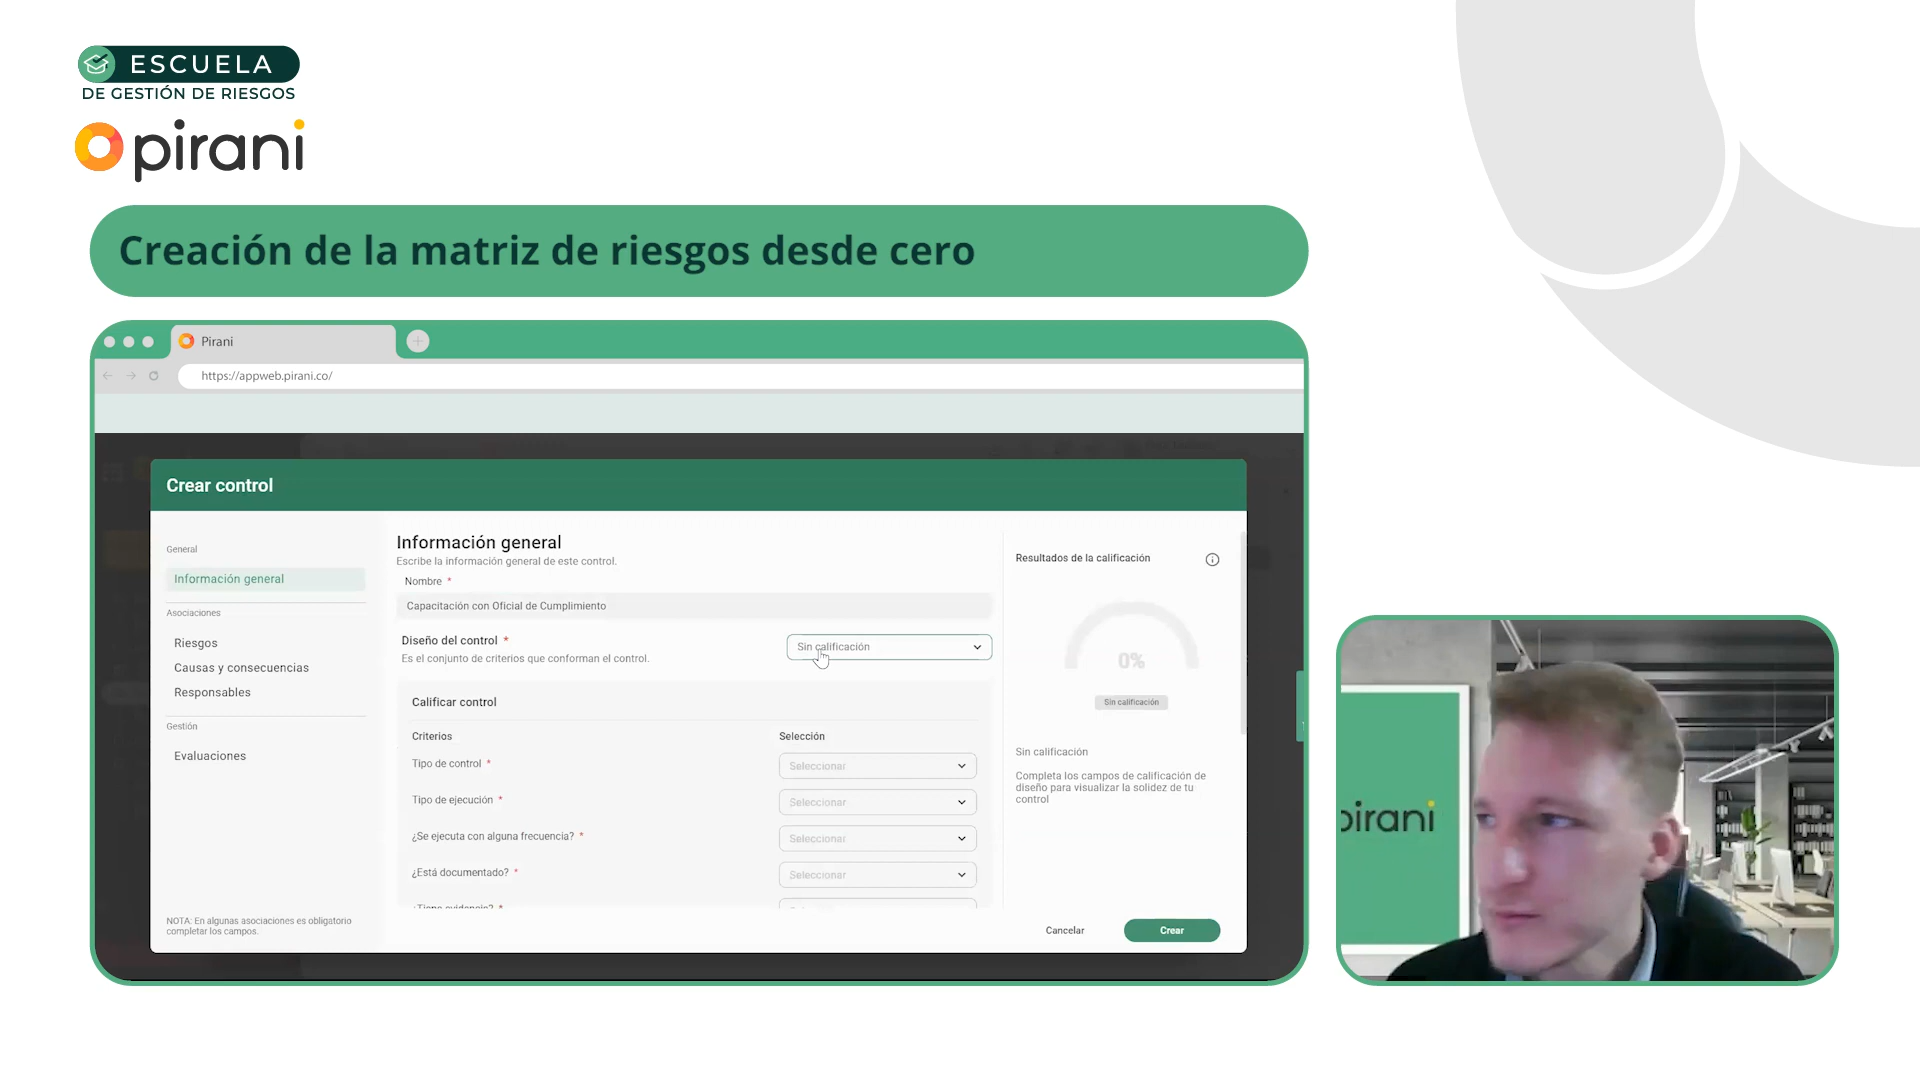 ESCUELA
DE GESTIÓN DE RIESGOS
pirani
Creación de la matriz de riesgos desde cero
Pirani
https://appweb.pirani.co/
Crear control
General
Información general
Asociaciones
Riesgos
Causas y consecuencias
Responsables
Gestión
Evaluaciones
NOTA: En algunas asociaciones es obligatorio
completar los campos.
Información general
Escribe la información general de este control.
Nombre *
Capacitación con Oficial de Cumplimiento
Diseño del control *
Es el conjunto de criterios que conforman el control.
Sin calificación
Calificar control
Criterios Selección
Tipo de control * Seleccionar
Tipo de ejecución * Seleccionar
¿Se ejecuta con alguna frecuencia? * Seleccionar
¿Está documentado? * Seleccionar
¿Tiene evidencia? *
Resultados de la calificación
0%
Sin calificación
Sin calificación
Completa los campos de calificación de
diseño para visualizar la solidez de tu
control
Cancelar
Crear
pirani